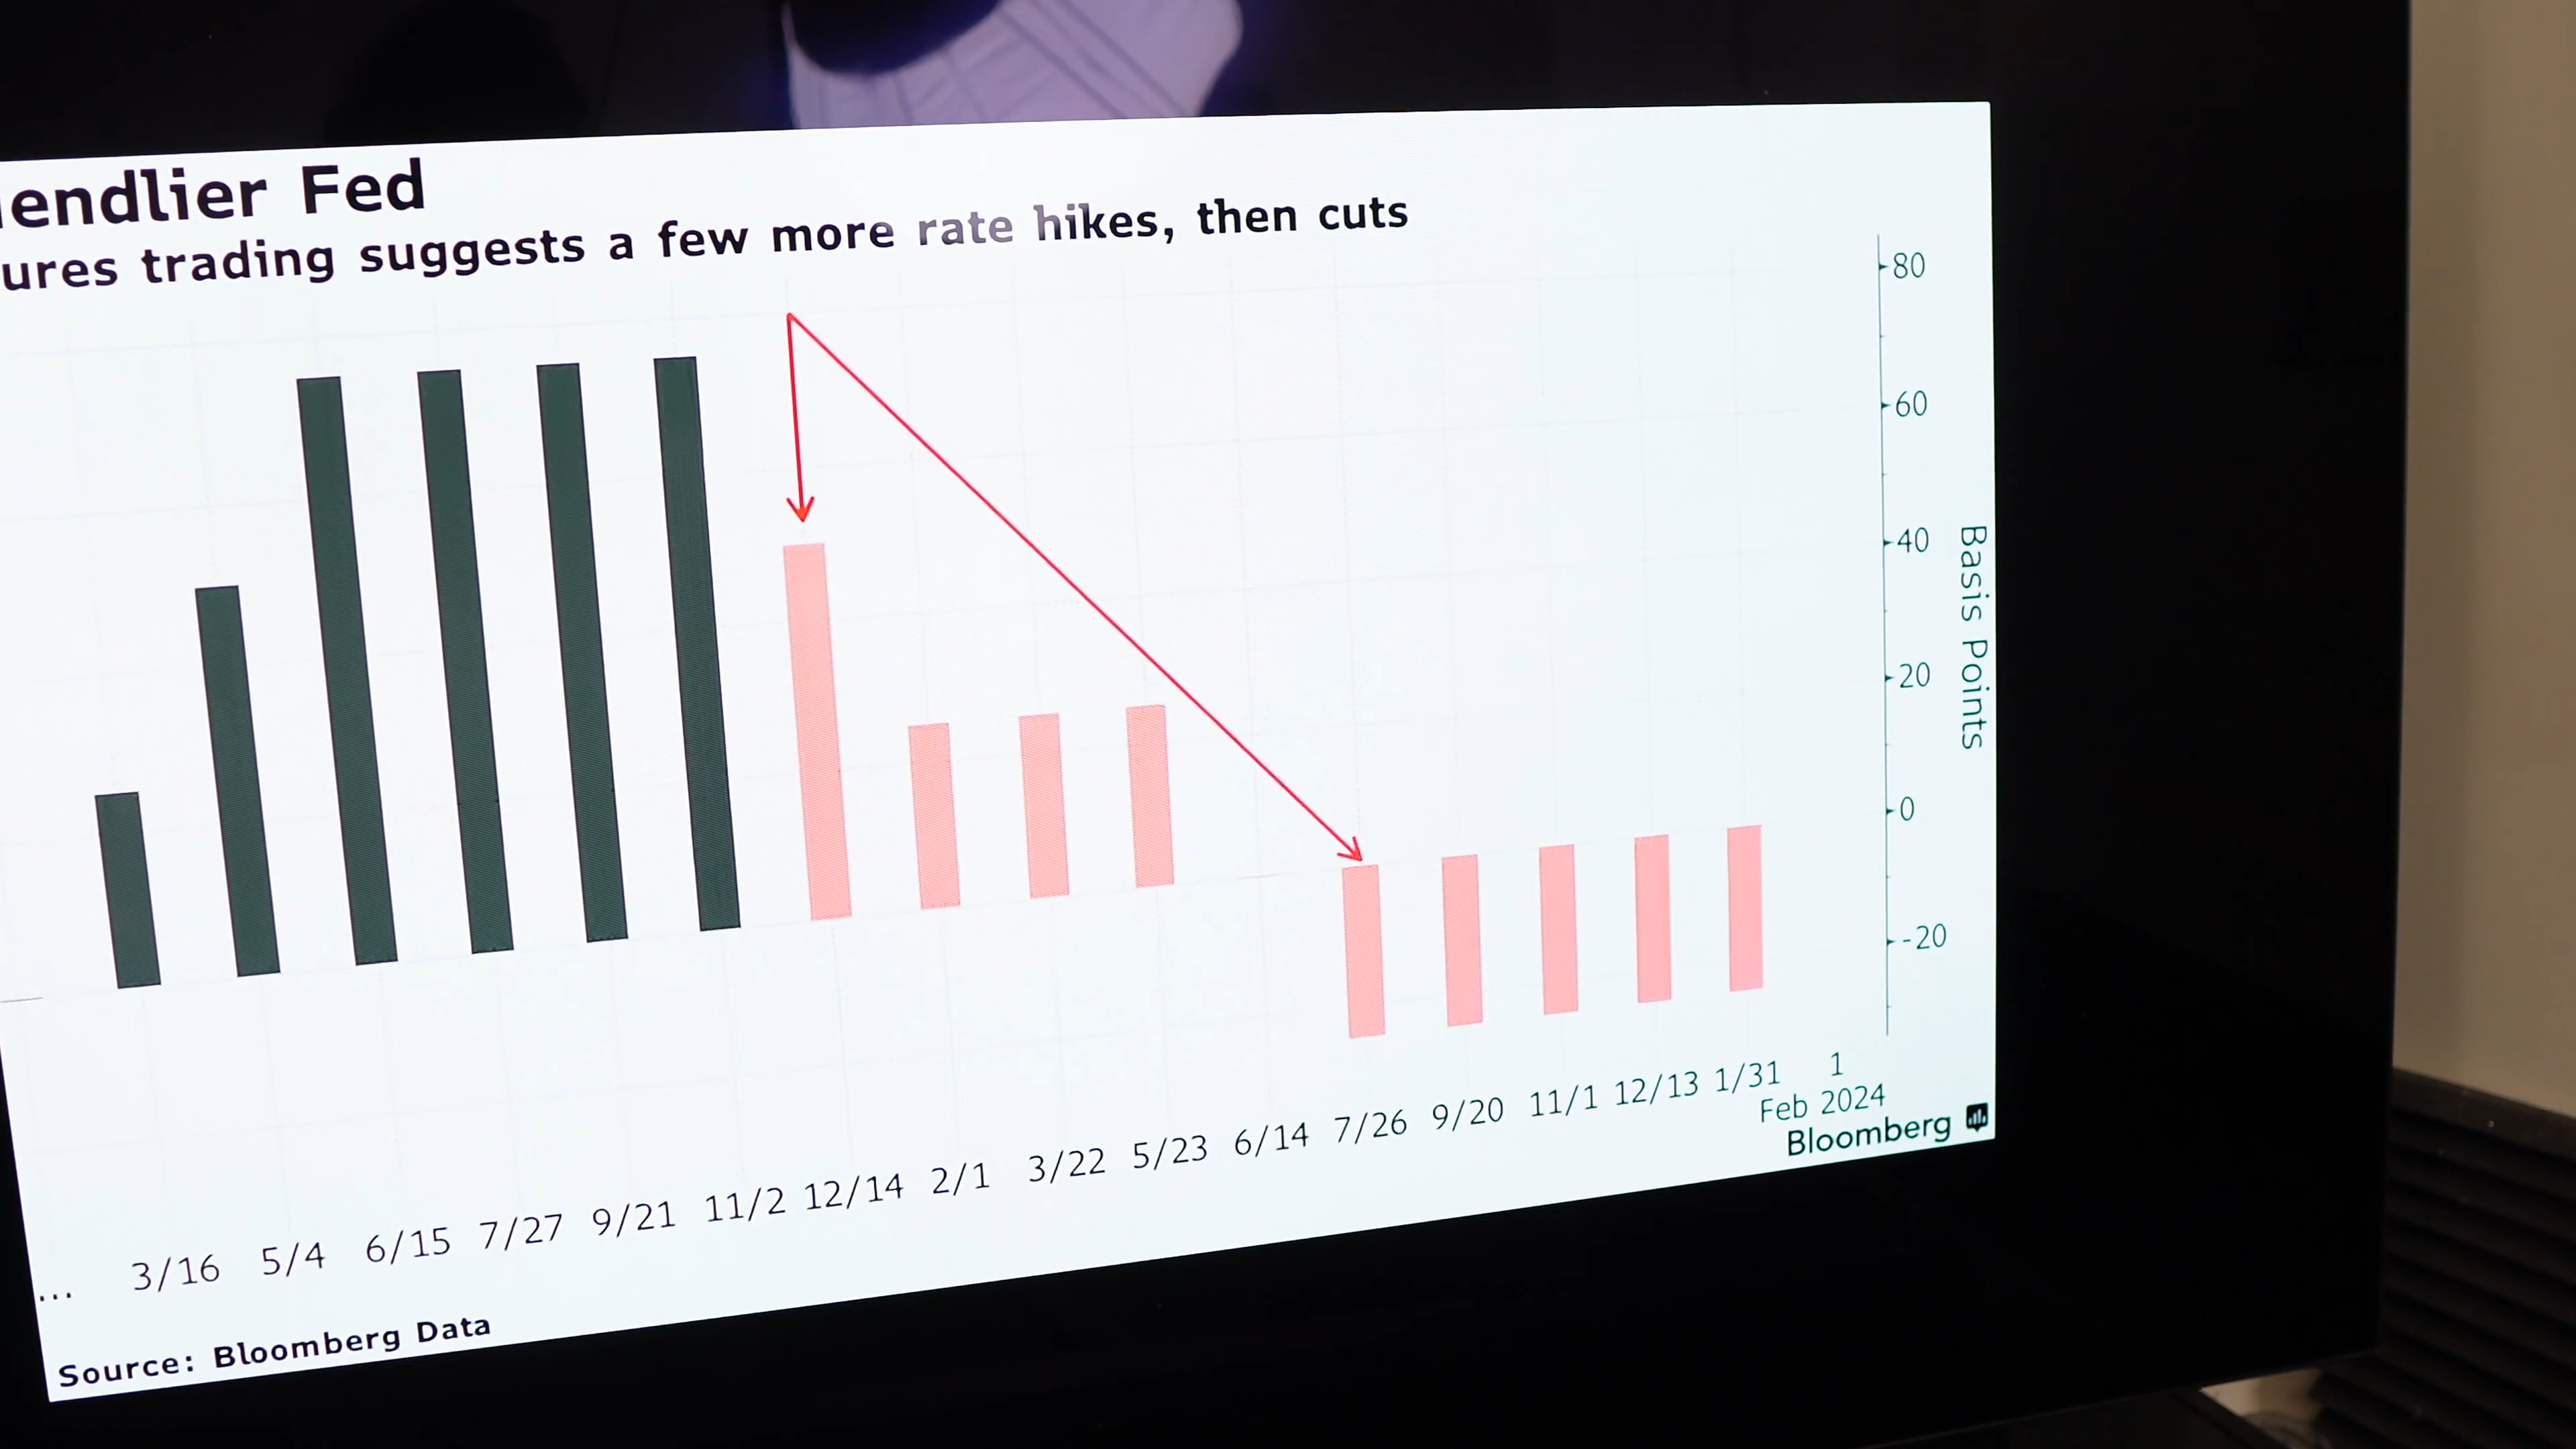 endlier Fed
ures trading suggests a few more rate hikes, then cuts
80
60
40
20
0
-20
Basis Points
... 3/16 5/4 6/15 7/27 9/21 11/2 12/14 2/1 3/22 5/23 6/14 7/26 9/20 11/1 12/13 1/31 1
Feb 2024
Source: Bloomberg Data
Bloomberg